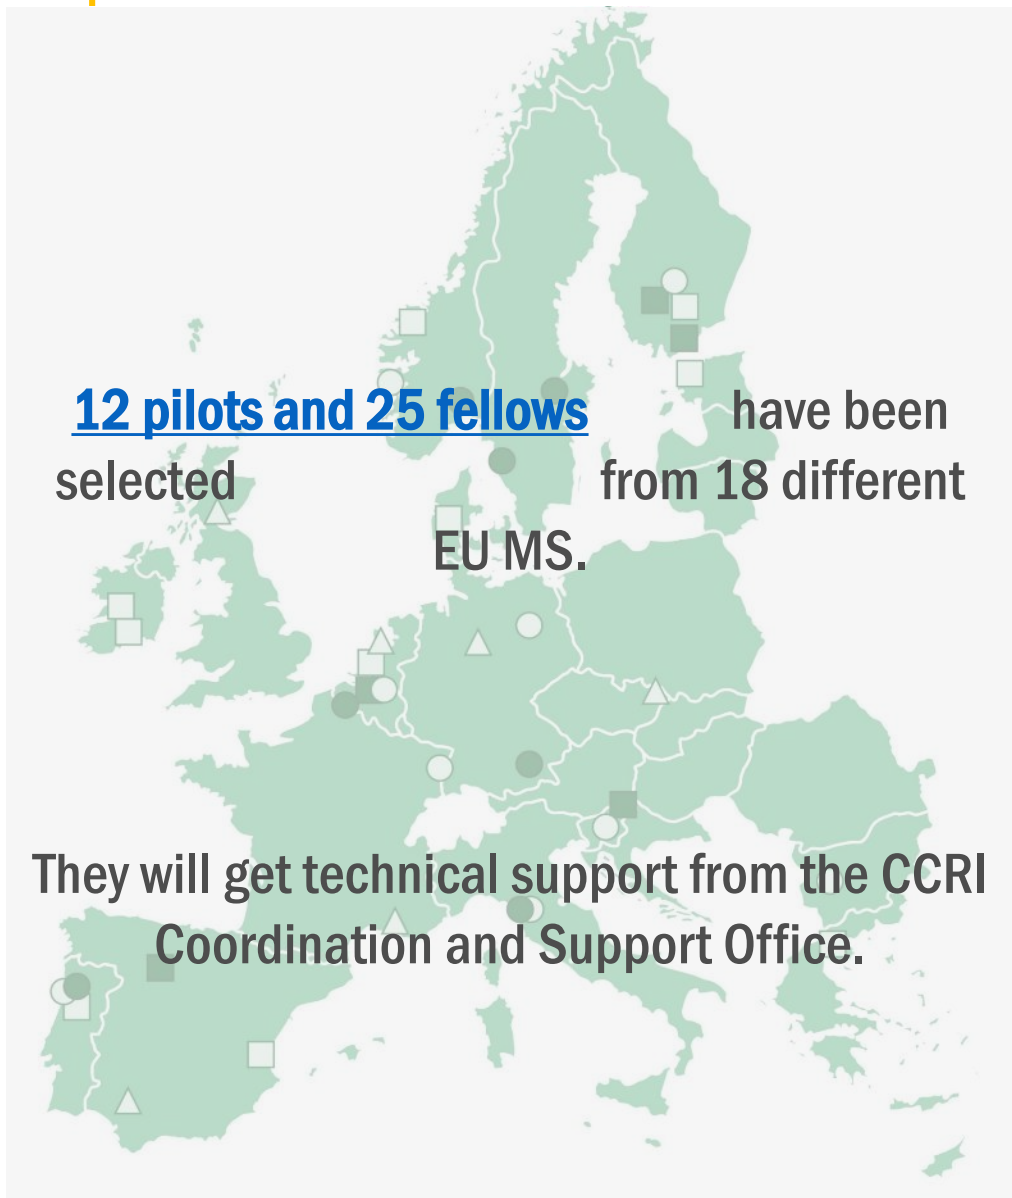 12 pilots and 25 fellows have been
selected from 18 different
EU MS.
They will get technical support from the CCRI
Coordination and Support Office.